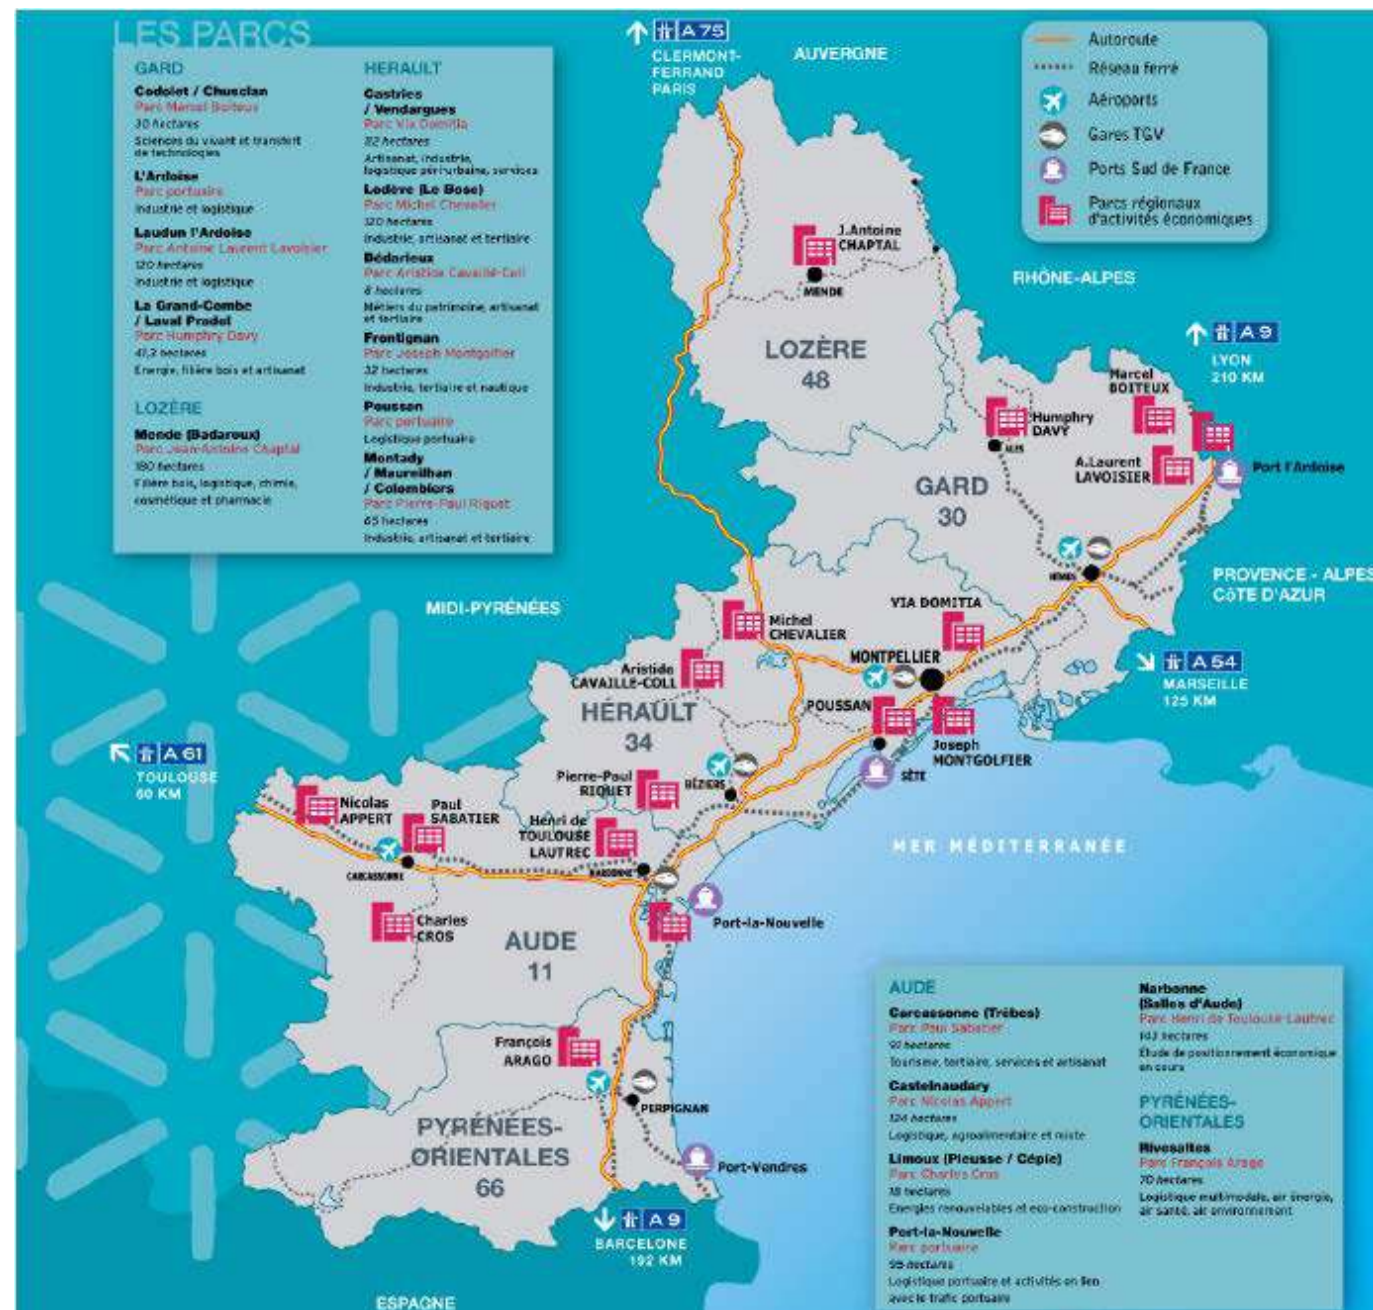 LES PARCS
GARD
Codolet / Chusclan
Parc Marcel Boiteux
30 hectares
Sciences du vivant et transfert
de technologies
L'Ardoise
Parc portuaire
Industrie et logistique
Laudun l'Ardoise
Parc Antoine Laurent Lavoisier
120 hectares
Industrie et logistique
La Grand-Combe
/ Laval Pradel
Parc Humphry Davy
hectares
Energie, filière bois et artisanat
LOZÈRE
Mende (Badaroux)
Parc Jean-Antoine Chaptal
180 hectares
Filière bois, logistique, chimie,
cosmétique et pharmacie
HERAULT
Castries
/ Vendargues
Parc Via Domitia
hectares
Artisanat, industrie,
logistique péri-urbaine, services
Lodève (Le Bosc)
Parc Michel Chevalier
120 hectares
Industrie, artisanat et tertiaire
Bédarieux
Parc Aristide Cavaillé-Coll
hectares
Métiers du patrimoine, artisanat
et tertiaire
Frontignan
Parc Joseph Montgolfier
32 hectares
Industrie, tertiaire et nautique
Poussan
Parc portuaire
Logistique portuaire
Montady
/ Maureilhan
/ Colombiers
Parc Pierre-Paul Riquet
65 hectares
Industrie, artisanat et tertiaire
A75
CLERMONT-
FERRAND
PARIS
AUVERGNE
Autoroute
Réseau ferré
Aéroports
Gares TGV
Ports Sud de France
Parcs régionaux
d'activités économiques
J.Antoine
CHAPTAL
MENDE
RHÔNE-ALPES
LOZÈRE
48
A9
LYON
210 KM
Marcel
BOITEUX
Humphry
DAVY
ALES
A.Laurent
LAVOISIER
Port l'Ardoise
GARD
30
NIMES
PROVENCE - ALPES
CÔTE D'AZUR
MIDI-PYRÉNÉES
VIA DOMITIA
Michel
CHEVALIER
MONTPELLIER
A54
MARSEILLE
125 KM
Aristide
CAVAILLE-COLL
POUSSAN
HÉRAULT
34
Joseph
MONTGOLFIER
SÈTE
A61
TOULOUSE
60 KM
Pierre-Paul
RIQUET
BÉZIERS
Nicolas
APPERT
Paul
SABATIER
Henri de
TOULOUSE
LAUTREC
MER MÉDITERRANÉE
CARCASSONNE
NARBONNE
Charles
CROS
Port-la-Nouvelle
AUDE
11
François
ARAGO
PERPIGNAN
PYRÉNÉES-
ORIENTALES
66
Port-Vendres
A9
BARCELONE
192 KM
ESPAGNE
AUDE
Carcassonne (Trèbes)
Parc Paul Sabatier
hectares
Tourisme, tertiaire, services et artisanat
Castelnaudary
Parc Nicolas Appert
124 hectares
Logistique, agroalimentaire et mixte
Limoux (Pieusse / Cépie)
Parc Charles Cros
18 hectares
Energies renouvelables et eco-construction
Port-la-Nouvelle
Parc portuaire
hectares
Logistique portuaire et activités en lien
avec le trafic portuaire
Narbonne
(Salles d'Aude)
Parc Henri de Toulouse-Lautrec
hectares
Etude de positionnement économique
en cours
PYRÉNÉES-
ORIENTALES
Rivesaltes
Parc François Arago
70 hectares
Logistique multimodale, air énergie,
air santé, air environnement